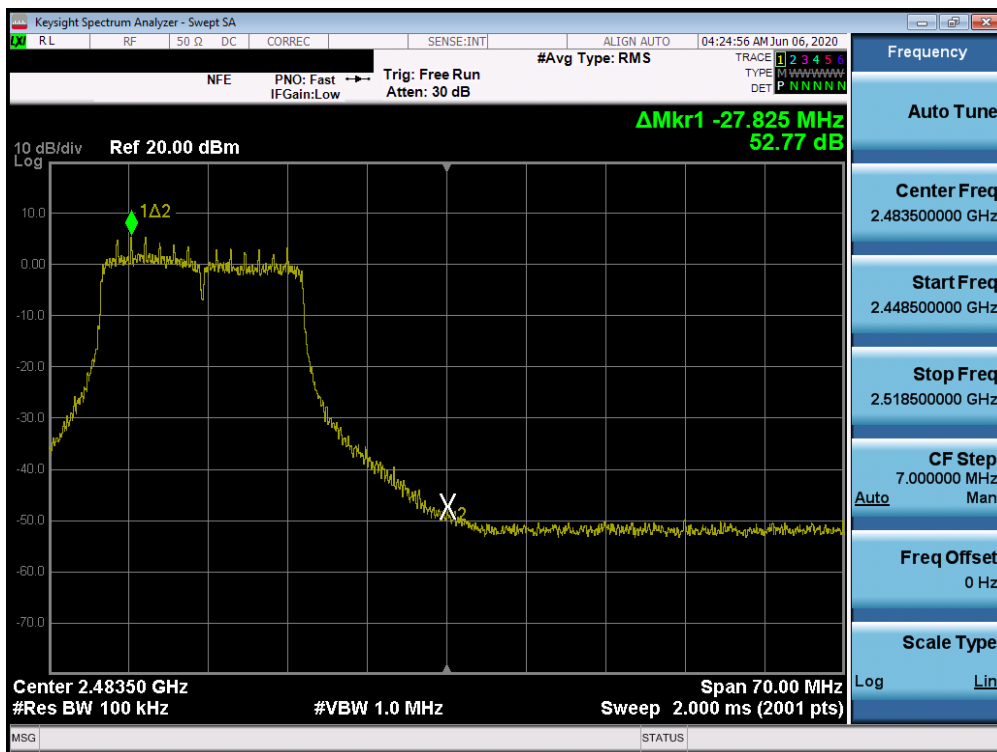 Keysight Spectrum Analyzer - Swept SA
LXI RL RF 50 Ω DC CORREC SENSE:INT ALIGN AUTO 04:24:56 AM Jun 06, 2020
NFE PNO: Fast Trig: Free Run #Avg Type: RMS TRACE 1 2 3 4 5 6
IFGain:Low Atten: 30 dB TYPE M WWWWW
DET P N N N N N
ΔMkr1 -27.825 MHz
52.77 dB
10 dB/div Ref 20.00 dBm
Log
10.0
0.00
-10.0
-20.0
-30.0
-40.0
-50.0
-60.0
-70.0
1Δ2
X2
Center 2.48350 GHz Span 70.00 MHz
#Res BW 100 kHz #VBW 1.0 MHz Sweep 2.000 ms (2001 pts)
MSG STATUS
Frequency
Auto Tune
Center Freq
2.483500000 GHz
Start Freq
2.448500000 GHz
Stop Freq
2.518500000 GHz
CF Step
7.000000 MHz
Auto Man
Freq Offset
0 Hz
Scale Type
Log Lin